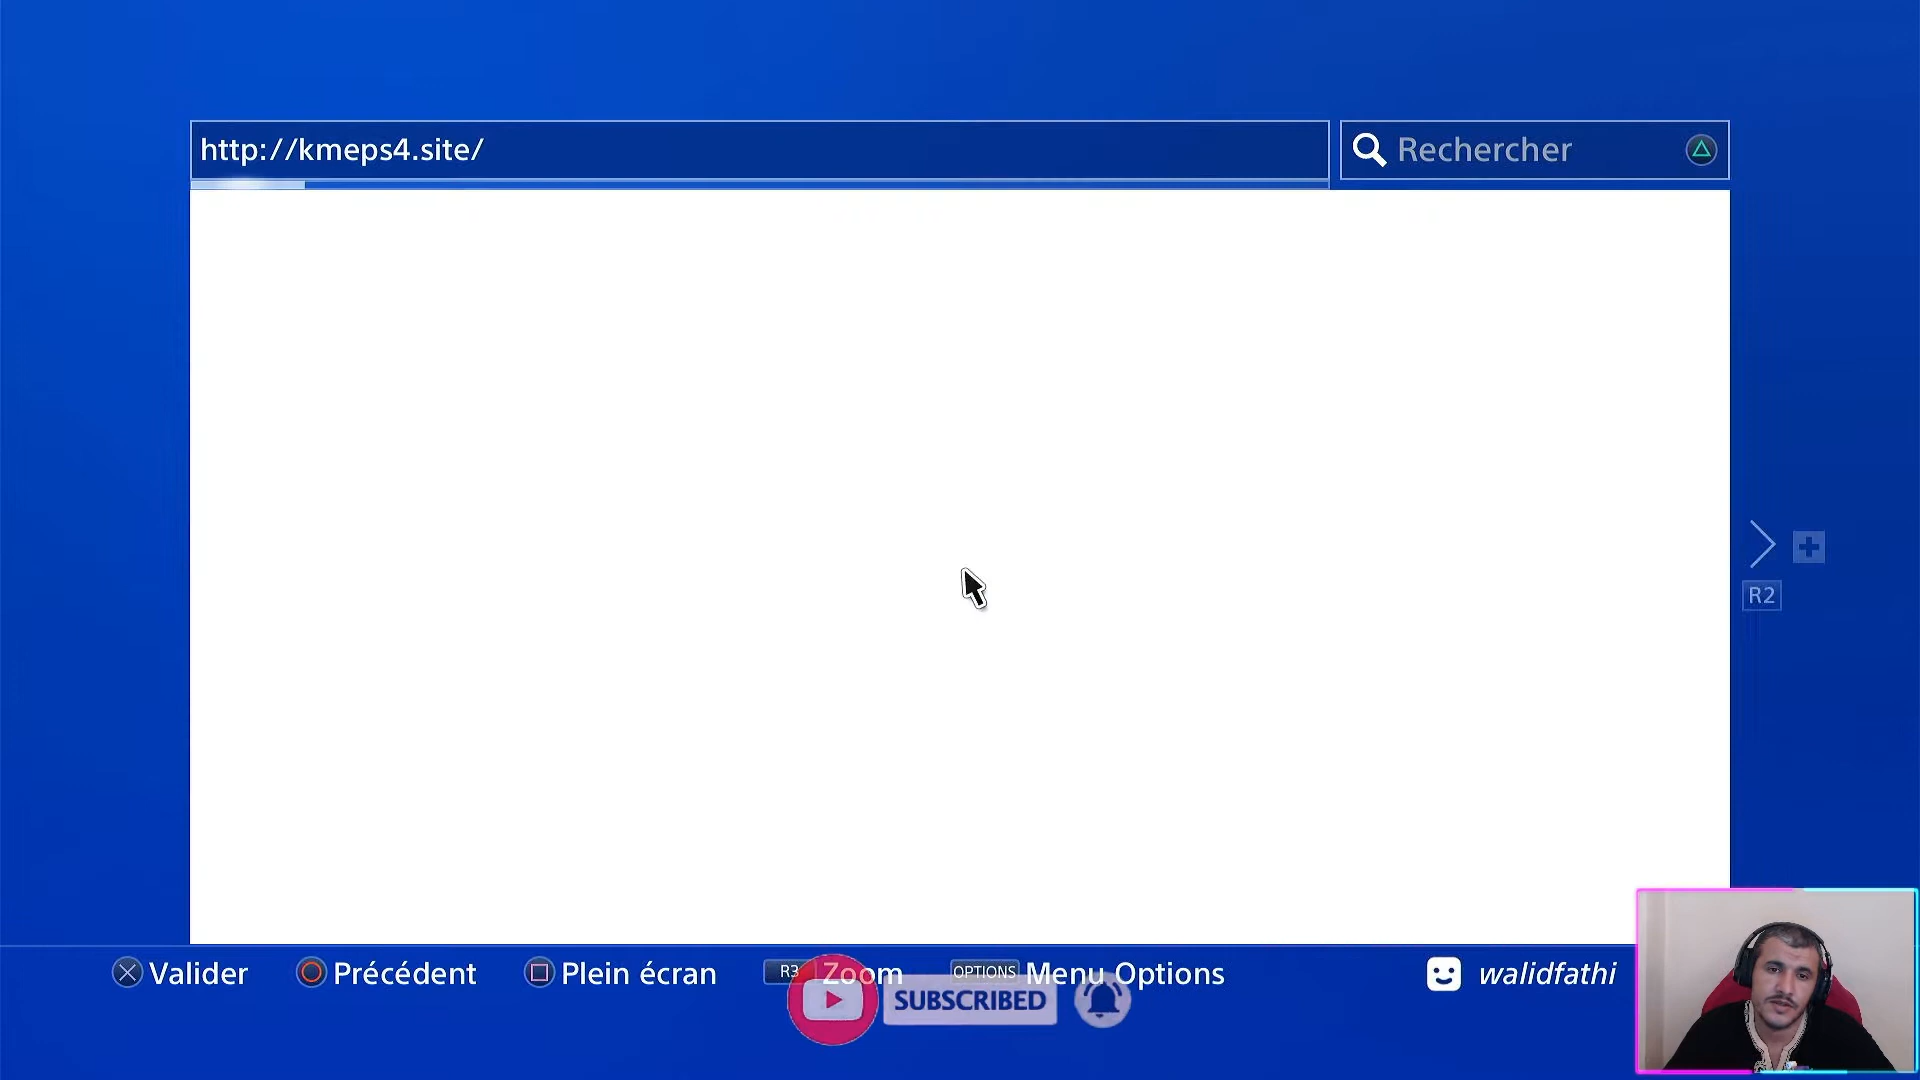 http://kmeps4.site/
Rechercher
R2
Valider
Précédent
Plein écran
R3 Zoom
OPTIONS Menu Options
walidfathi
SUBSCRIBED